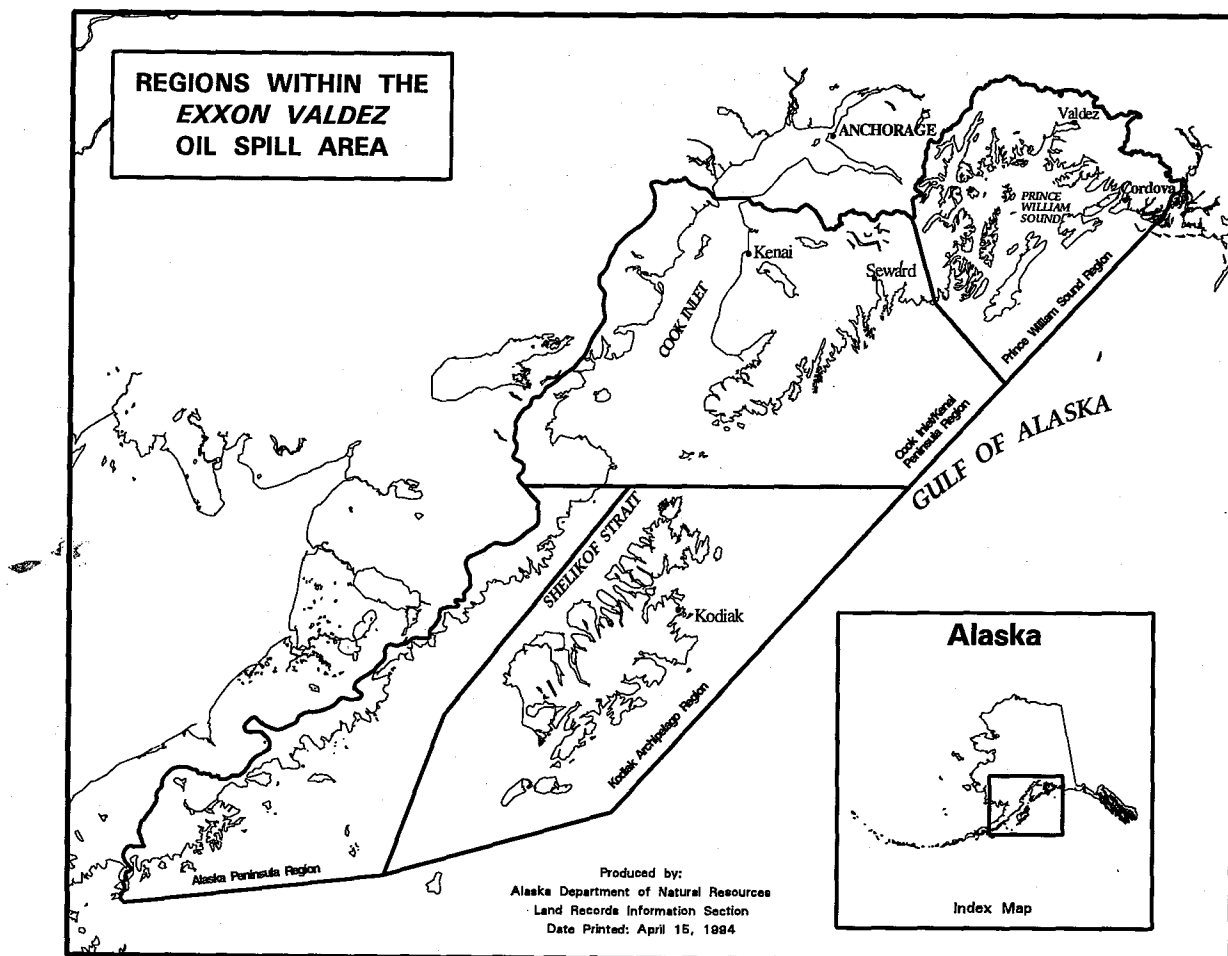 REGIONS WITHIN THE
EXXON VALDEZ
OIL SPILL AREA
ANCHORAGE
Valdez
Cordova
PRINCE
WILLIAM
SOUND
Kenai
Seward
COOK INLET
Prince William Sound Region
Cook Inlet/Kenai
Peninsula Region
GULF OF ALASKA
SHELIKOF STRAIT
Kodiak
Kodiak Archipelago Region
Alaska Peninsula Region
Alaska
Index Map
Produced by:
Alaska Department of Natural Resources
Land Records Information Section
Date Printed: April 15, 1994